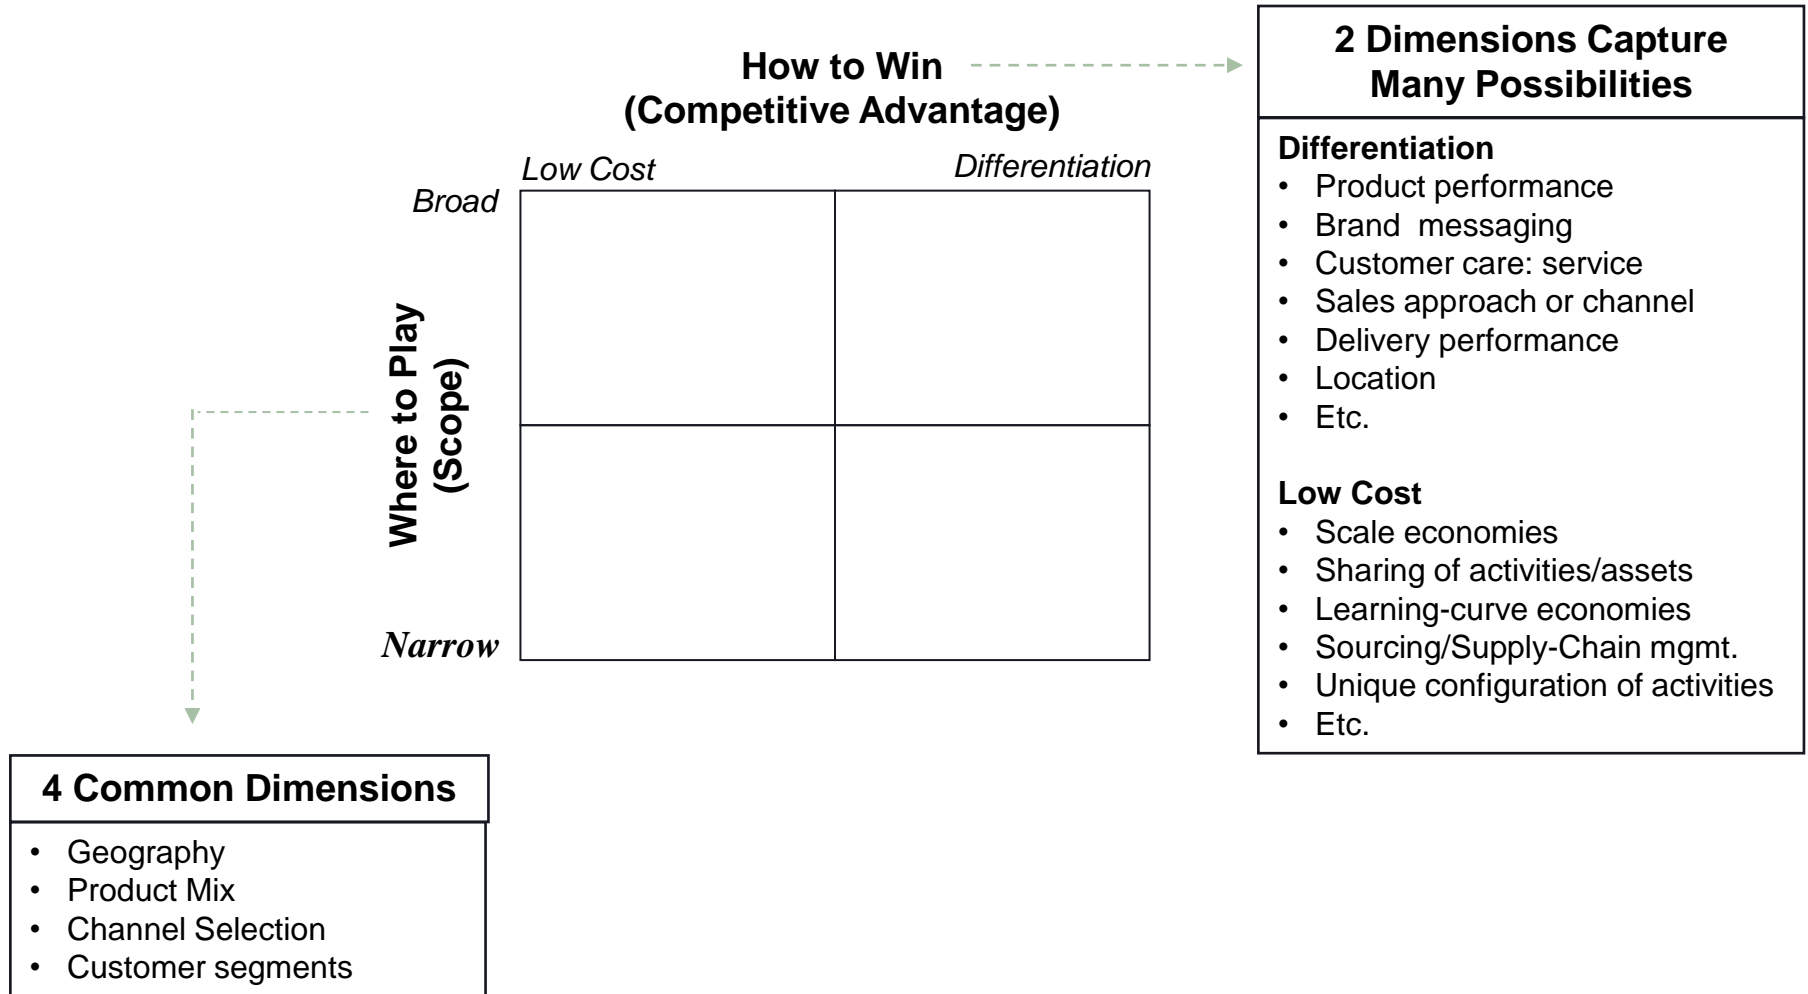 How to Win
(Competitive Advantage)
Low Cost
Differentiation
Broad
Where to Play
(Scope)
Narrow
2 Dimensions Capture
Many Possibilities
Differentiation
• Product performance
• Brand  messaging
• Customer care: service
• Sales approach or channel
• Delivery performance
• Location
• Etc.
Low Cost
• Scale economies
• Sharing of activities/assets
• Learning-curve economies
• Sourcing/Supply-Chain mgmt.
• Unique configuration of activities
• Etc.
4 Common Dimensions
• Geography
• Product Mix
• Channel Selection
• Customer segments